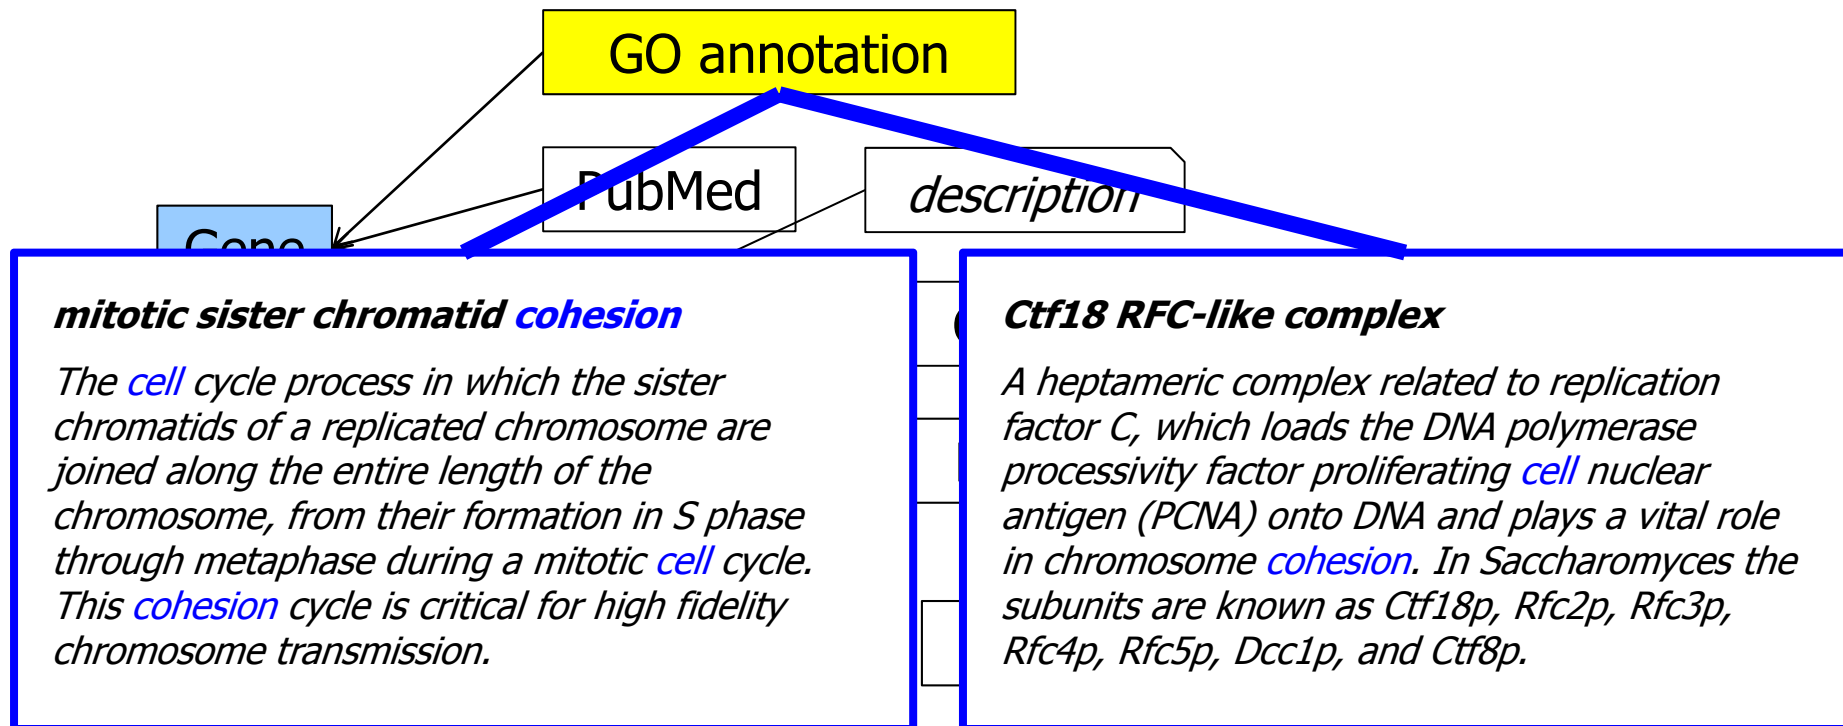 GO annotation
PubMed
description
Gene
mitotic sister chromatid cohesion
The cell cycle process in which the sister
chromatids of a replicated chromosome are
joined along the entire length of the
chromosome, from their formation in S phase
through metaphase during a mitotic cell cycle.
This cohesion cycle is critical for high fidelity
chromosome transmission.
Ctf18 RFC-like complex
A heptameric complex related to replication
factor C, which loads the DNA polymerase
processivity factor proliferating cell nuclear
antigen (PCNA) onto DNA and plays a vital role
in chromosome cohesion. In Saccharomyces the
subunits are known as Ctf18p, Rfc2p, Rfc3p,
Rfc4p, Rfc5p, Dcc1p, and Ctf8p.